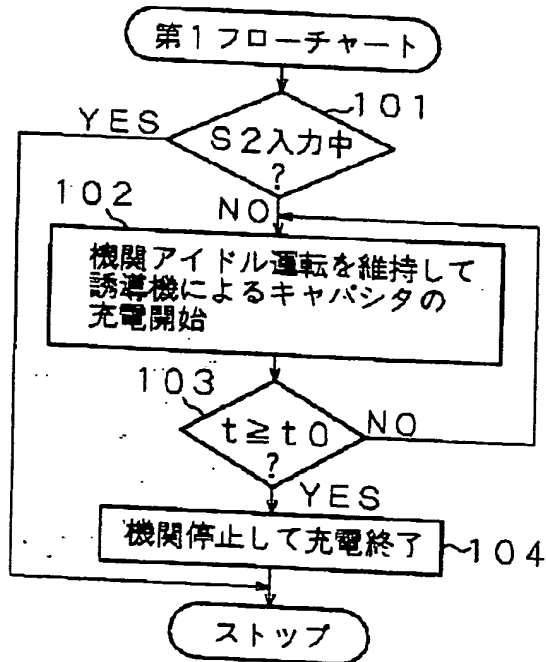 第1フローチャート
101
YES
S2入力中
?
102
NO
機関アイドル運転を維持して
誘導機によるキャパシタの
充電開始
103
t≧t0
?
NO
YES
機関停止して充電終了
104
ストップ